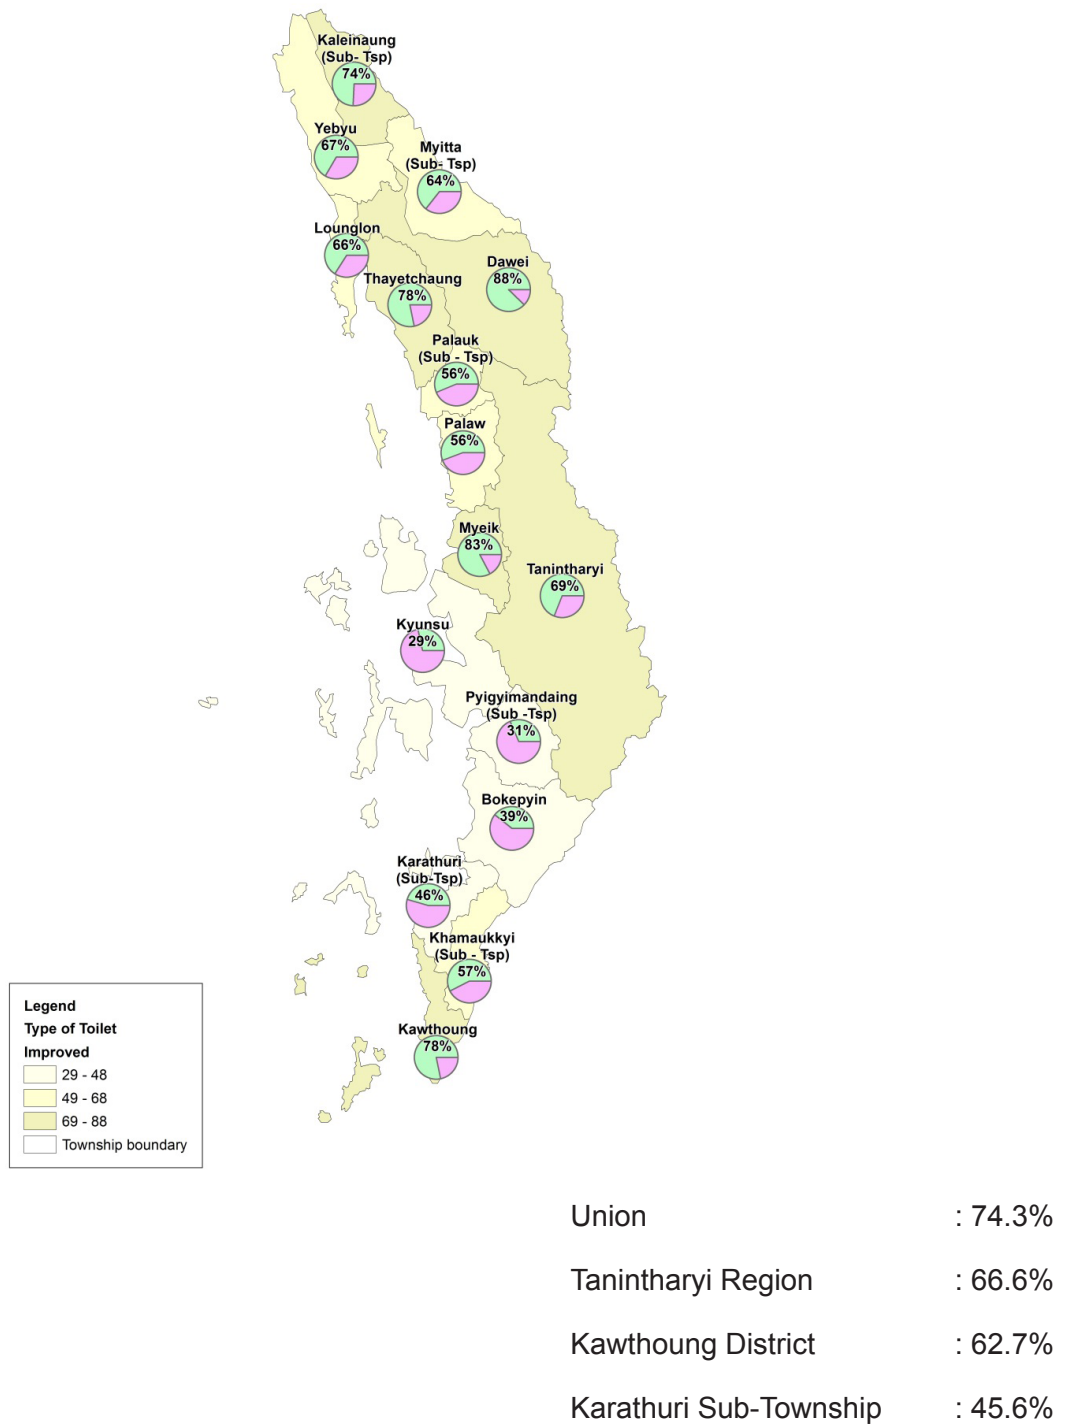 Kaleinaung
(Sub- Tsp)
74%
Yebyu
67%
Myitta
(Sub- Tsp)
64%
Lounglon
66%
Thayetchaung
78%
Dawei
88%
Palauk
(Sub - Tsp)
56%
Palaw
56%
Myeik
83%
Tanintharyi
69%
Kyunsu
29%
Pyigyimandaing
(Sub -Tsp)
31%
Bokepyin
39%
Karathuri
(Sub-Tsp)
46%
Khamaukkyi
(Sub - Tsp)
57%
Kawthoung
78%
Legend
Type of Toilet
Improved
29 - 48
49 - 68
69 - 88
Township boundary
Union : 74.3%
Tanintharyi Region : 66.6%
Kawthoung District : 62.7%
Karathuri Sub-Township : 45.6%